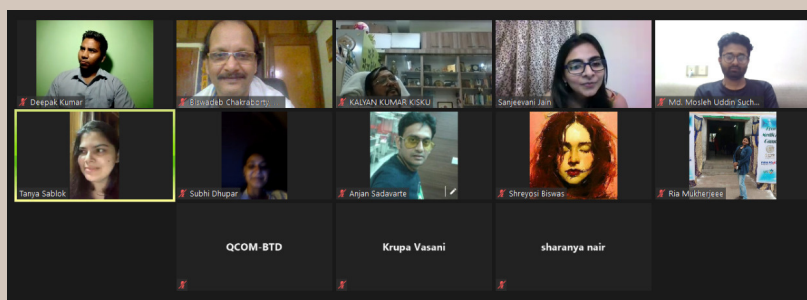 Deepak Kumar
Biswadeb Chakraborty
KALYAN KUMAR KISKU
Sanjeevani Jain
Md. Mosleh Uddin Such...
Tanya Sablok
Subhi Dhupar
Anjan Sadavarte
Shreyosi Biswas
Ria Mukherjeee
QCOM-BTD
Krupa Vasani
sharanya nair